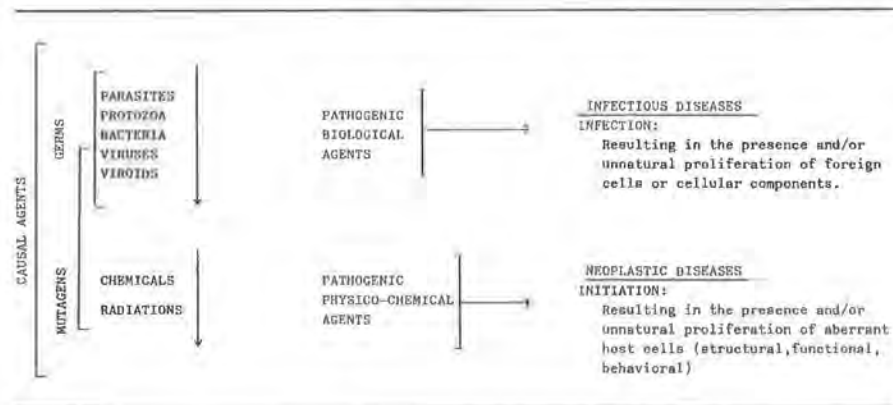 CAUSAL AGENTS
GERMS
MUTAGENS
PARASITES
PROTOZOA
BACTERIA
VIRUSES
VIROIDS
CHEMICALS
RADIATIONS
PATHOGENIC
BIOLOGICAL
AGENTS
PATHOGENIC
PHYSICO-CHEMICAL
AGENTS
INFECTIOUS DISEASES
INFECTION:
Resulting in the presence and/or
unnatural proliferation of foreign
cells or cellular components.
NEOPLASTIC DISEASES
INITIATION:
Resulting in the presence and/or
unnatural proliferation of aberrant
host cells (structural,functional,
behavioral)